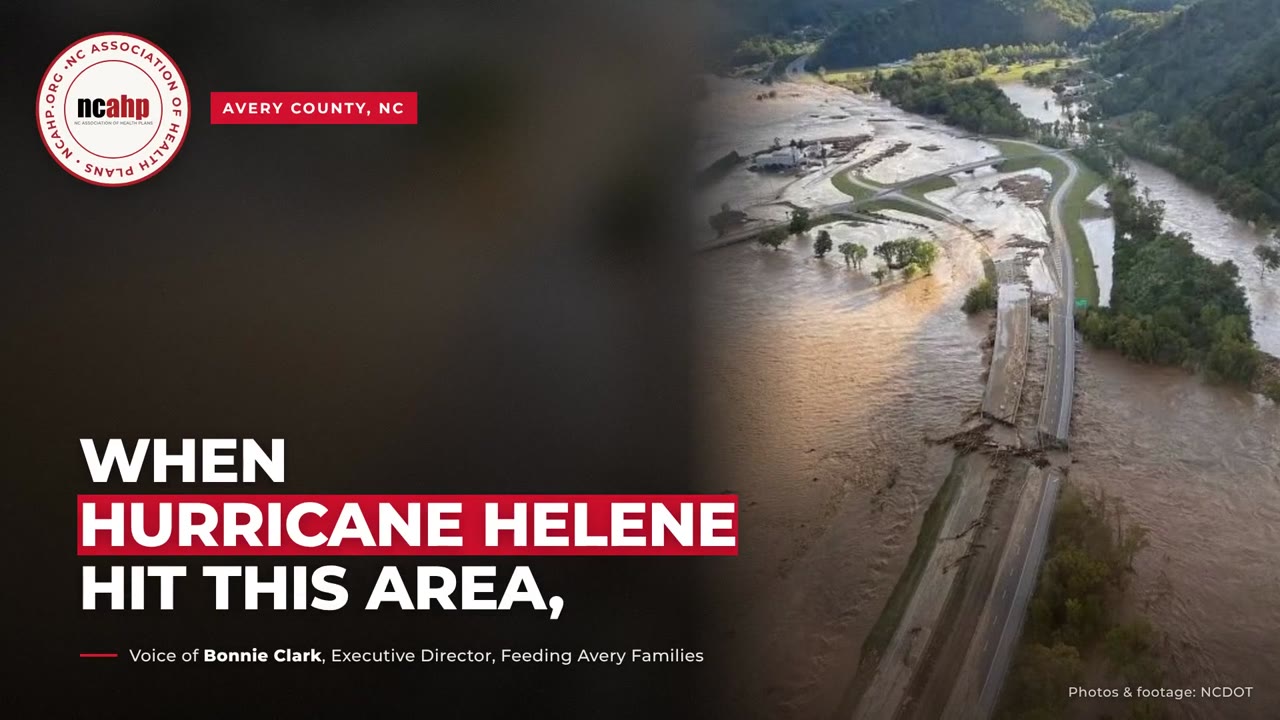 NC ASSOCIATION OF HEALTH PLANS • NCAHP.ORG •
ncahp
NC ASSOCIATION OF HEALTH PLANS
AVERY COUNTY, NC
WHEN
HURRICANE HELENE
HIT THIS AREA,
Voice of Bonnie Clark, Executive Director, Feeding Avery Families
Photos & footage: NCDOT